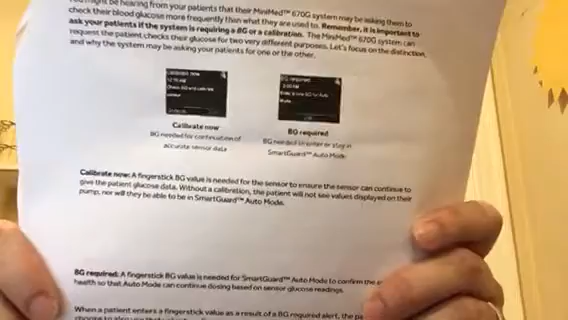 You might be hearing from your patients that their MiniMed™ 670G system may be asking them to
check their blood glucose more frequently than what they are used to. Remember, it is important to
ask your patients if the system is requiring a BG or a calibration. The MiniMed™ 670G system can
request the patient checks their glucose for two very different purposes. Let's focus on the distinction,
and why the system may be asking your patients for one or the other.
Calibrate now
BG required
Calibrate now
BG needed for continuation of
accurate sensor data
BG required
BG needed to enter or stay in
SmartGuard™ Auto Mode
Calibrate now: A fingerstick BG value is needed for the sensor to ensure the sensor can continue to
give the patient glucose data. Without a calibration, the patient will not see values displayed on their
pump, nor will they be able to be in SmartGuard™ Auto Mode.
BG required: A fingerstick BG value is needed for SmartGuard™ Auto Mode to confirm the
health so that Auto Mode can continue dosing based on sensor glucose readings.
When a patient enters a fingerstick value as a result of a BG required alert, the